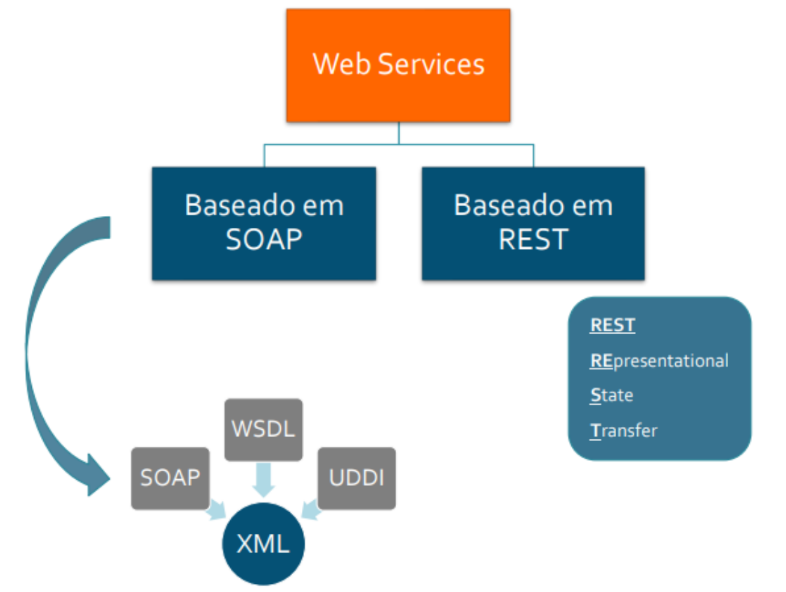 Web Services
Baseado em
SOAP
Baseado em
REST
REST
REpresentational
State
Transfer
WSDL
SOAP
UDDI
XML